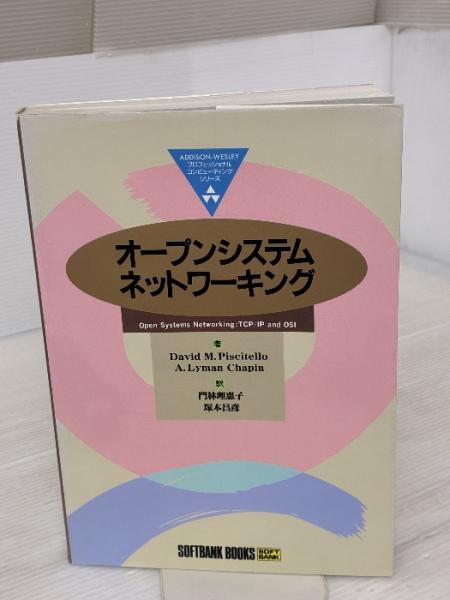 ADDISON-WESLEY
プロフェッショナル
コンピューティング
シリーズ
オープンシステム
ネットワーキング
Open Systems Networking: TCP/IP and OSI
著
David M. Piscitello
A. Lyman Chapin
訳
門林理恵子
塚本昌彦
SOFTBANK BOOKS
SOFT
BANK